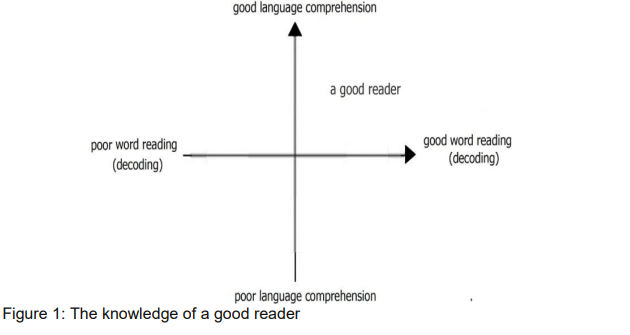 good language comprehension
a good reader
poor word reading
(decoding)
good word reading
(decoding)
poor language comprehension
Figure 1: The knowledge of a good reader